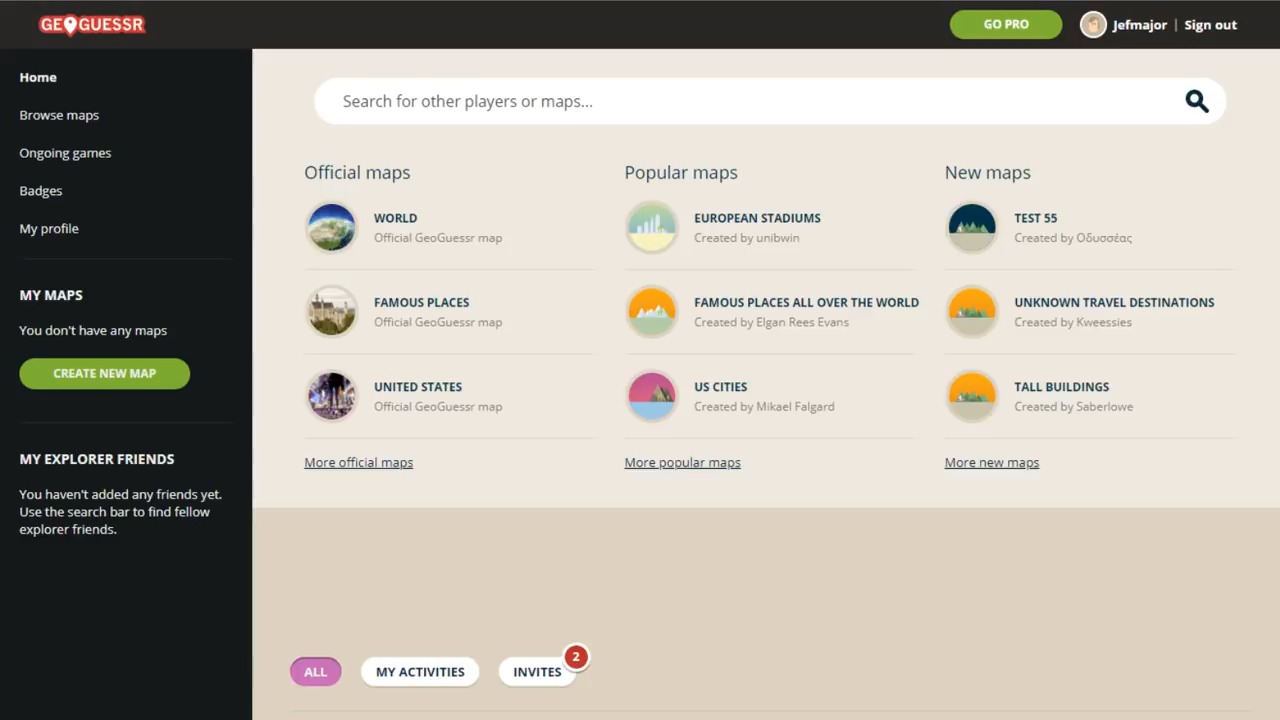 GEOGUESSR
GO PRO
Jefmajor | Sign out
Home
Browse maps
Ongoing games
Badges
My profile
MY MAPS
You don't have any maps
CREATE NEW MAP
MY EXPLORER FRIENDS
You haven't added any friends yet.
Use the search bar to find fellow
explorer friends.
Search for other players or maps...
Official maps
WORLD
Official GeoGuessr map
FAMOUS PLACES
Official GeoGuessr map
UNITED STATES
Official GeoGuessr map
More official maps
Popular maps
EUROPEAN STADIUMS
Created by unibwin
FAMOUS PLACES ALL OVER THE WORLD
Created by Elgan Rees Evans
US CITIES
Created by Mikael Falgard
More popular maps
New maps
TEST 55
Created by Οδυσσέας
UNKNOWN TRAVEL DESTINATIONS
Created by Kweessies
TALL BUILDINGS
Created by Saberlowe
More new maps
ALL
MY ACTIVITIES
INVITES
2